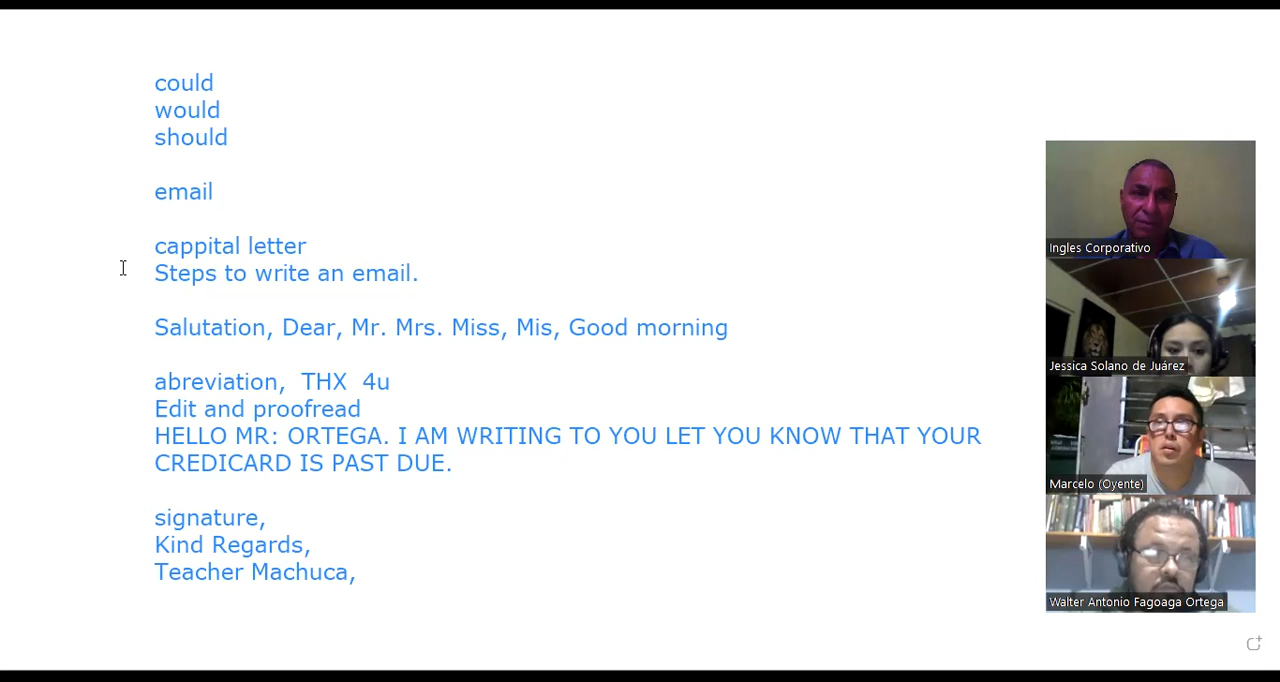 could
would
should
email
cappital letter
Steps to write an email.
Salutation, Dear, Mr. Mrs. Miss, Mis, Good morning
abreviation,  THX  4u
Edit and proofread
HELLO MR: ORTEGA. I AM WRITING TO YOU LET YOU KNOW THAT YOUR
CREDICARD IS PAST DUE.
signature,
Kind Regards,
Teacher Machuca,
Ingles Corporativo
Jessica Solano de Juárez
Marcelo (Oyente)
Walter Antonio Fagoaga Ortega